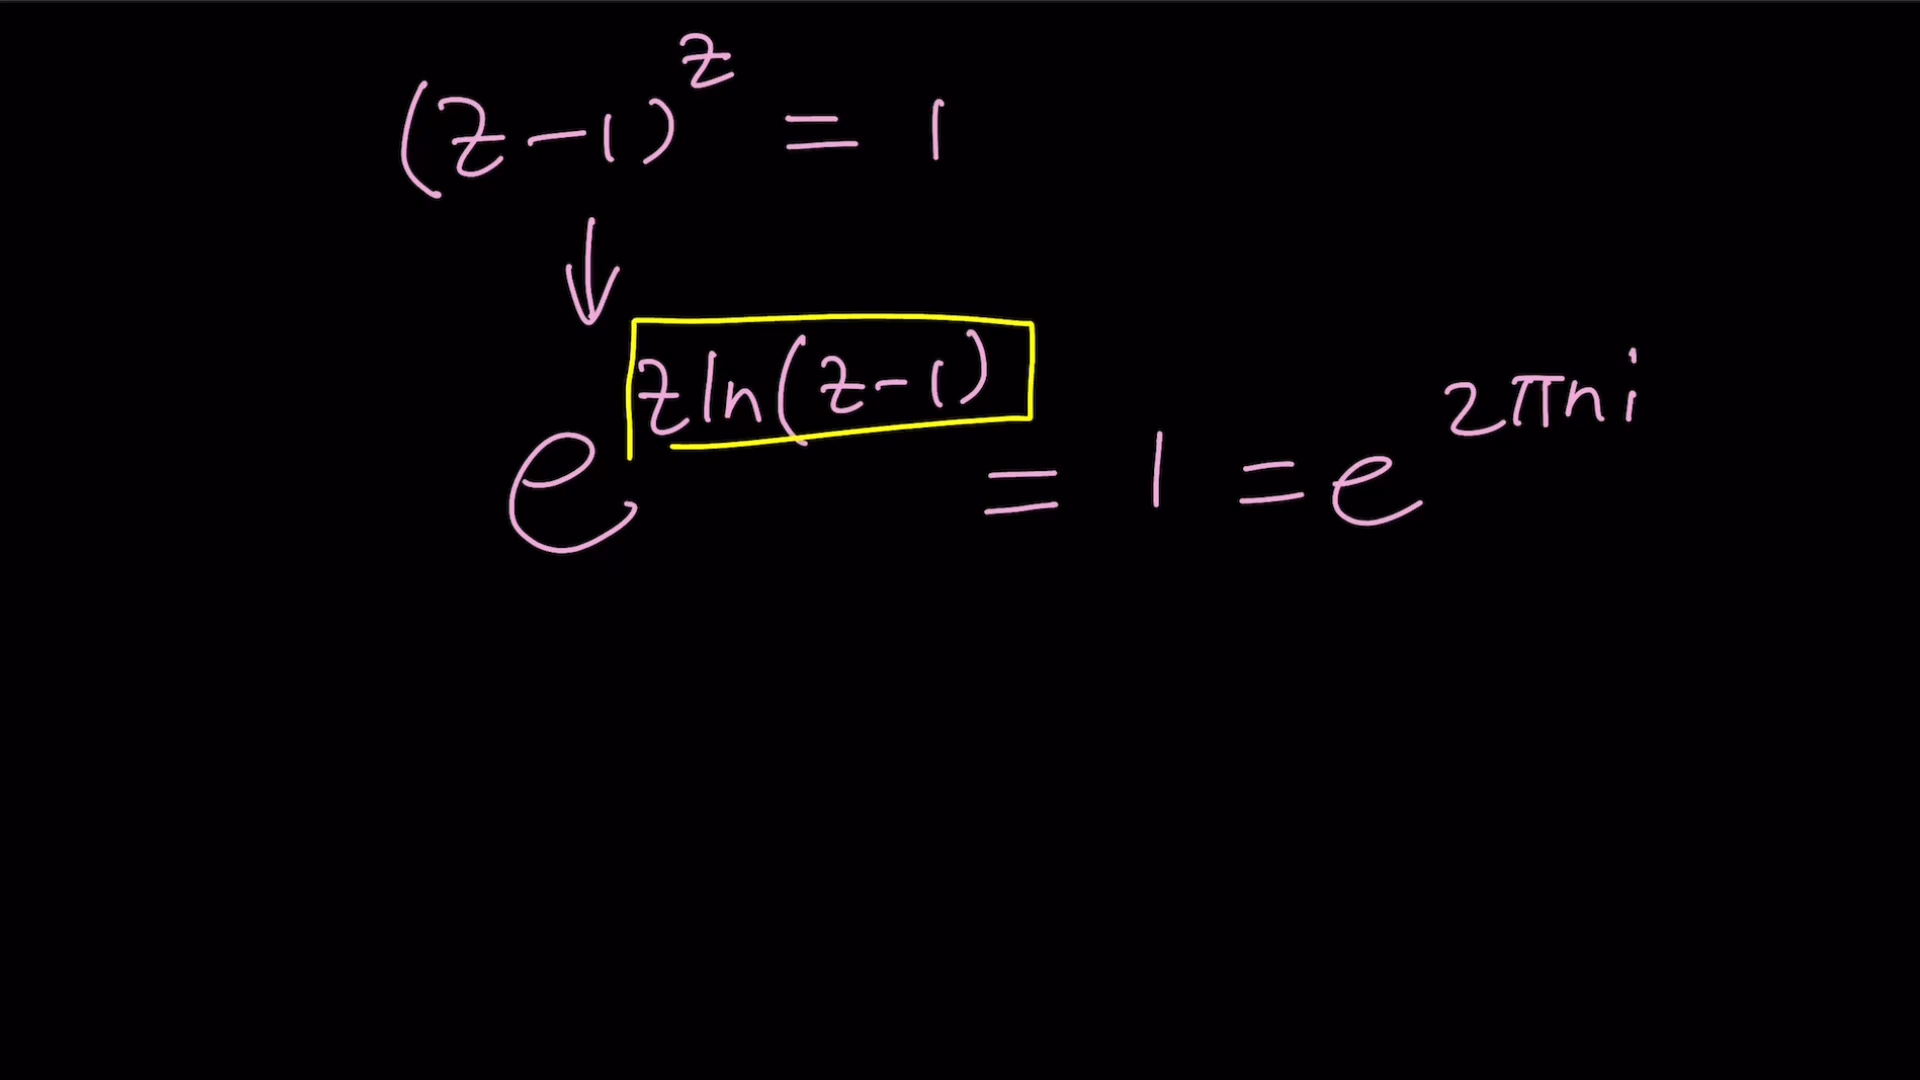 (z-1)^z = 1
↓
e^{z ln(z-1)} = 1 = e^{2πni}